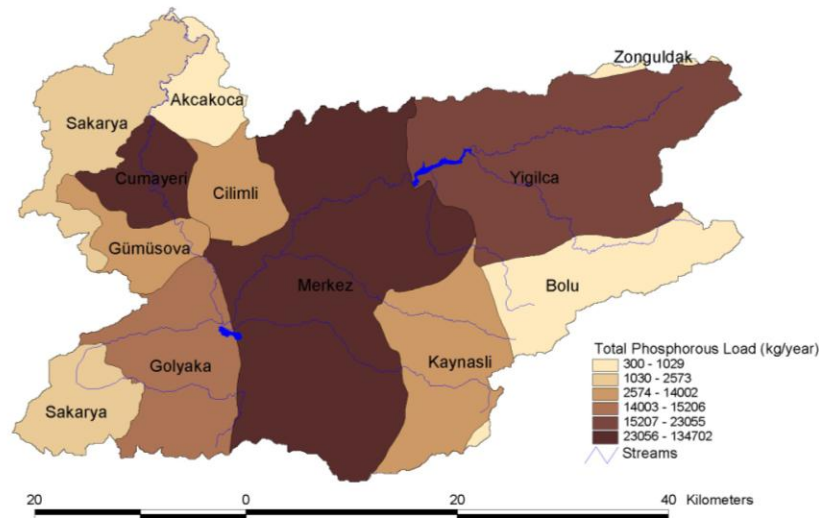 Zonguldak
Akcakoca
Sakarya
Cumayeri
Cilimli
Yigilca
Gümüsova
Merkez
Bolu
Golyaka
Kaynasli
Sakarya
Total Phosphorous Load (kg/year)
300 - 1029
1030 - 2573
2574 - 14002
14003 - 15206
15207 - 23055
23056 - 134702
Streams
20 0 20 40 Kilometers